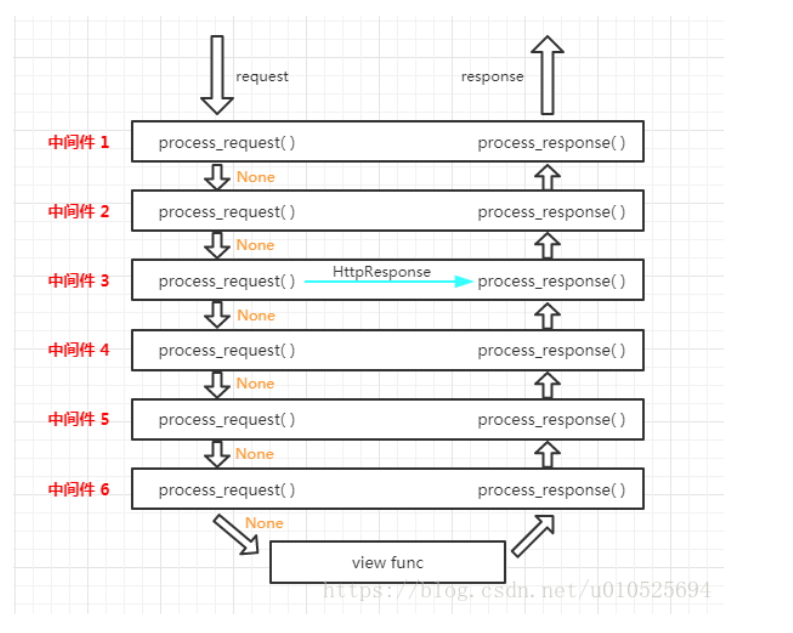 request response
中间件 1 process_request( ) process_response( )
None
中间件 2 process_request( ) process_response( )
None
中间件 3 process_request( ) HttpResponse process_response( )
None
中间件 4 process_request( ) process_response( )
None
中间件 5 process_request( ) process_response( )
None
中间件 6 process_request( ) process_response( )
None
view func
https://blog.csdn.net/u010525694